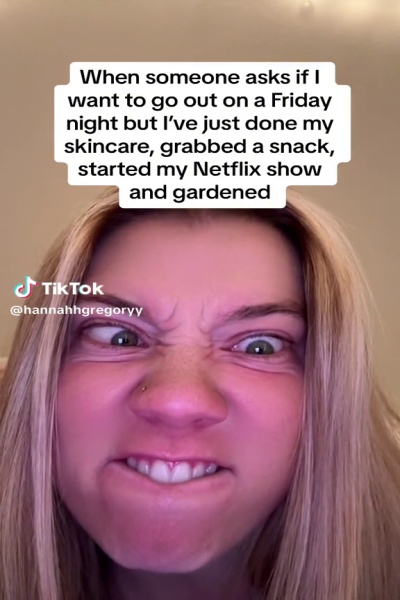 When someone asks if I
want to go out on a Friday
night but I’ve just done my
skincare, grabbed a snack,
started my Netflix show
and gardened
TikTok
@hannahhgregoryy